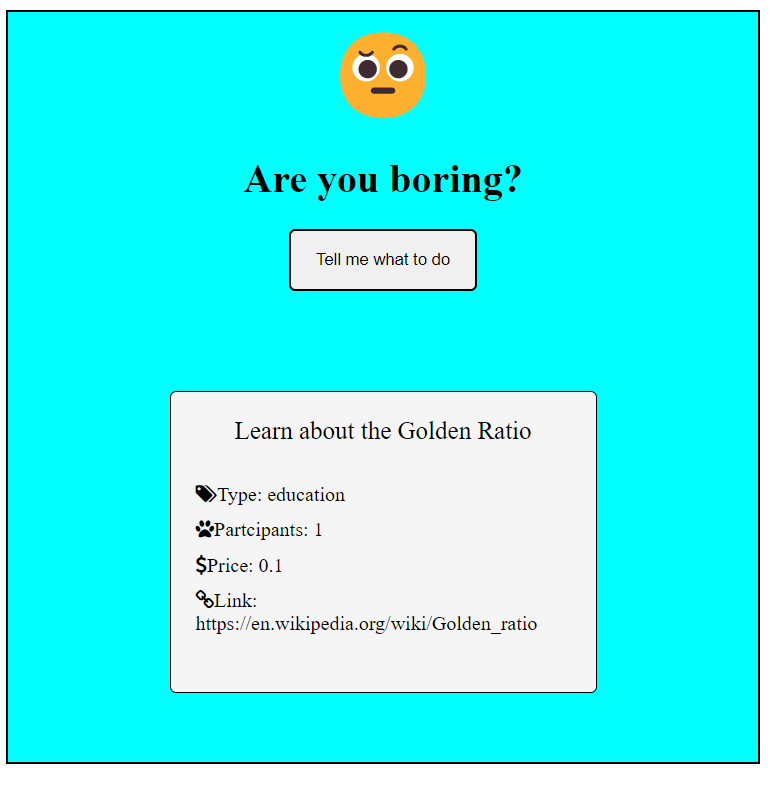 Are you boring?
Tell me what to do
Learn about the Golden Ratio
Type: education
Partcipants: 1
$Price: 0.1
Link:
https://en.wikipedia.org/wiki/Golden_ratio